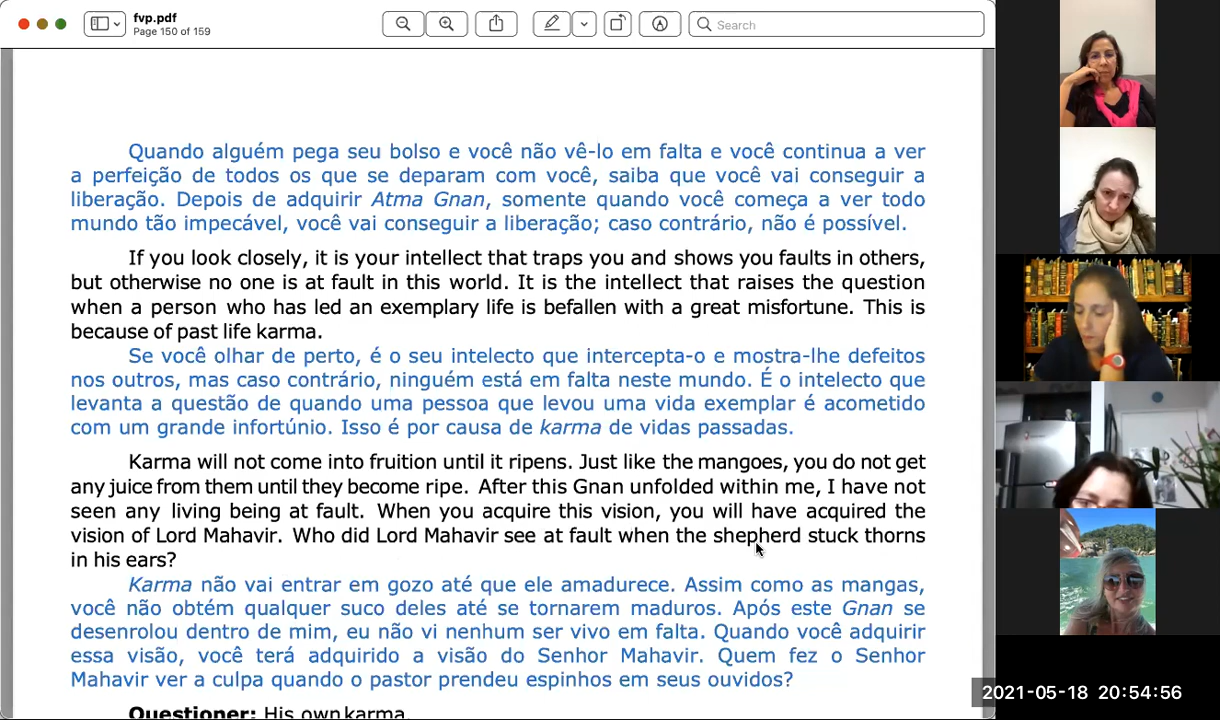 fvp.pdf
Page 150 of 159
Search
Quando alguém pega seu bolso e você não vê-lo em falta e você continua a ver
a perfeição de todos os que se deparam com você, saiba que você vai conseguir a
liberação. Depois de adquirir Atma Gnan, somente quando você começa a ver todo
mundo tão impecável, você vai conseguir a liberação; caso contrário, não é possível.
If you look closely, it is your intellect that traps you and shows you faults in others,
but otherwise no one is at fault in this world. It is the intellect that raises the question
when a person who has led an exemplary life is befallen with a great misfortune. This is
because of past life karma.
Se você olhar de perto, é o seu intelecto que intercepta-o e mostra-lhe defeitos
nos outros, mas caso contrário, ninguém está em falta neste mundo. É o intelecto que
levanta a questão de quando uma pessoa que levou uma vida exemplar é acometido
com um grande infortúnio. Isso é por causa de karma de vidas passadas.
Karma will not come into fruition until it ripens. Just like the mangoes, you do not get
any juice from them until they become ripe. After this Gnan unfolded within me, I have not
seen any living being at fault. When you acquire this vision, you will have acquired the
vision of Lord Mahavir. Who did Lord Mahavir see at fault when the shepherd stuck thorns
in his ears?
Karma não vai entrar em gozo até que ele amadurece. Assim como as mangas,
você não obtém qualquer suco deles até se tornarem maduros. Após este Gnan se
desenrolou dentro de mim, eu não vi nenhum ser vivo em falta. Quando você adquirir
essa visão, você terá adquirido a visão do Senhor Mahavir. Quem fez o Senhor
Mahavir ver a culpa quando o pastor prendeu espinhos em seus ouvidos?
Questioner: His own karma.
2021-05-18 20:54:56